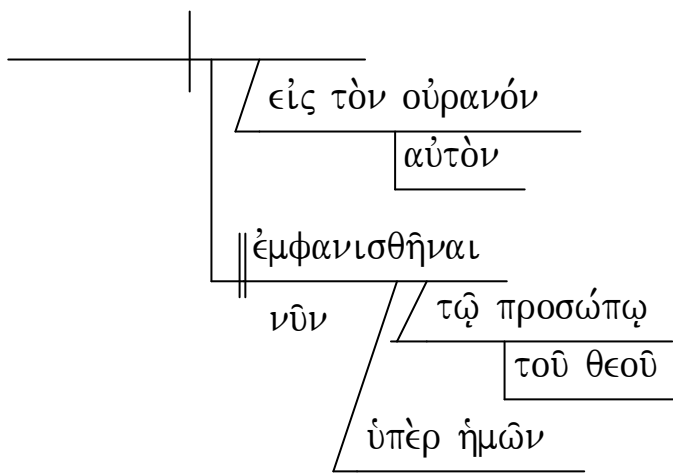 εἰς τὸν οὐρανόν
αὐτὸν
ἐμφανισθῆναι
νῦν
τῷ προσώπῳ
τοῦ θεοῦ
ὑπὲρ ἡμῶν